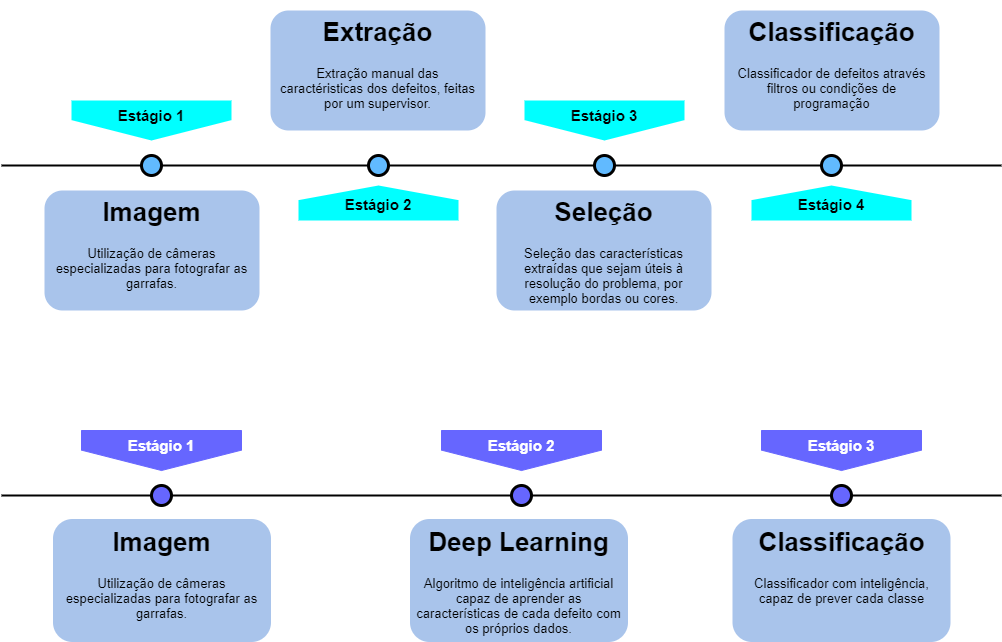 Extração
Extração manual das
caractéristicas dos defeitos, feitas
por um supervisor.
Classificação
Classificador de defeitos através
filtros ou condições de
programação
Estágio 1
Estágio 3
Imagem
Utilização de câmeras
especializadas para fotografar as
garrafas.
Estágio 2
Seleção
Seleção das características
extraídas que sejam úteis à
resolução do problema, por
exemplo bordas ou cores.
Estágio 4
Estágio 1
Estágio 2
Estágio 3
Imagem
Utilização de câmeras
especializadas para fotografar as
garrafas.
Deep Learning
Algoritmo de inteligência artificial
capaz de aprender as
características de cada defeito com
os próprios dados.
Classificação
Classificador com inteligência,
capaz de prever cada classe